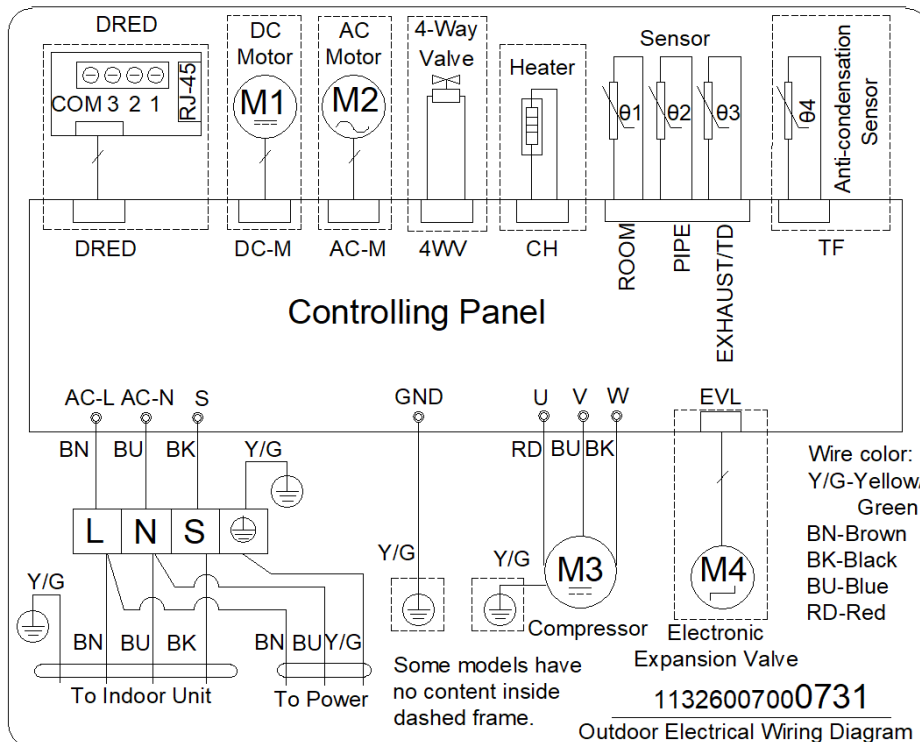 DRED
DC
Motor
AC
Motor
4-Way
Valve
Heater
Sensor
COM 3 2 1
RJ-45
M1
M2
θ1
θ2
θ3
θ4
Anti-condensation
Sensor
DRED
DC-M
AC-M
4WV
CH
ROOM
PIPE
EXHAUST/TD
TF
Controlling Panel
AC-L AC-N S
GND
U V W
EVL
BN BU BK
Y/G
RD BU BK
L N S
Y/G
Y/G
Y/G
M3
M4
BN BU BK
BN BU Y/G
Compressor
Electronic
Expansion Valve
To Indoor Unit
To Power
Some models have
no content inside
dashed frame.
Wire color:
Y/G-Yellow/
Green
BN-Brown
BK-Black
BU-Blue
RD-Red
11326007000731
Outdoor Electrical Wiring Diagram